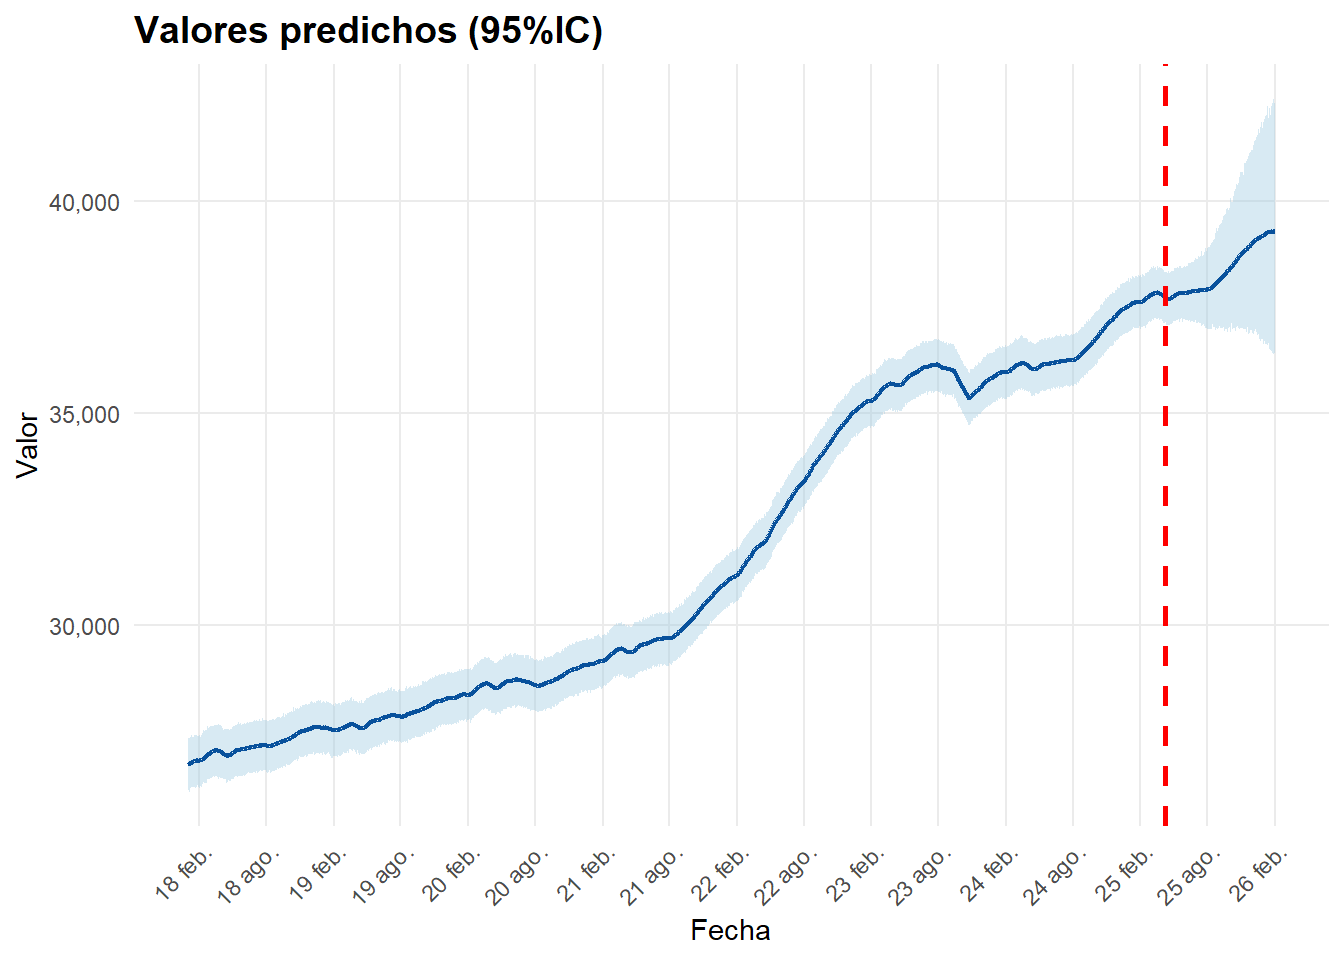 Valores predichos (95%IC)
40,000
35,000
30,000
Valor
18 feb.
18 ago.
19 feb.
19 ago.
20 feb.
20 ago.
21 feb.
21 ago.
22 feb.
22 ago.
23 feb.
23 ago.
24 feb.
24 ago.
25 feb.
25 ago.
26 feb.
Fecha